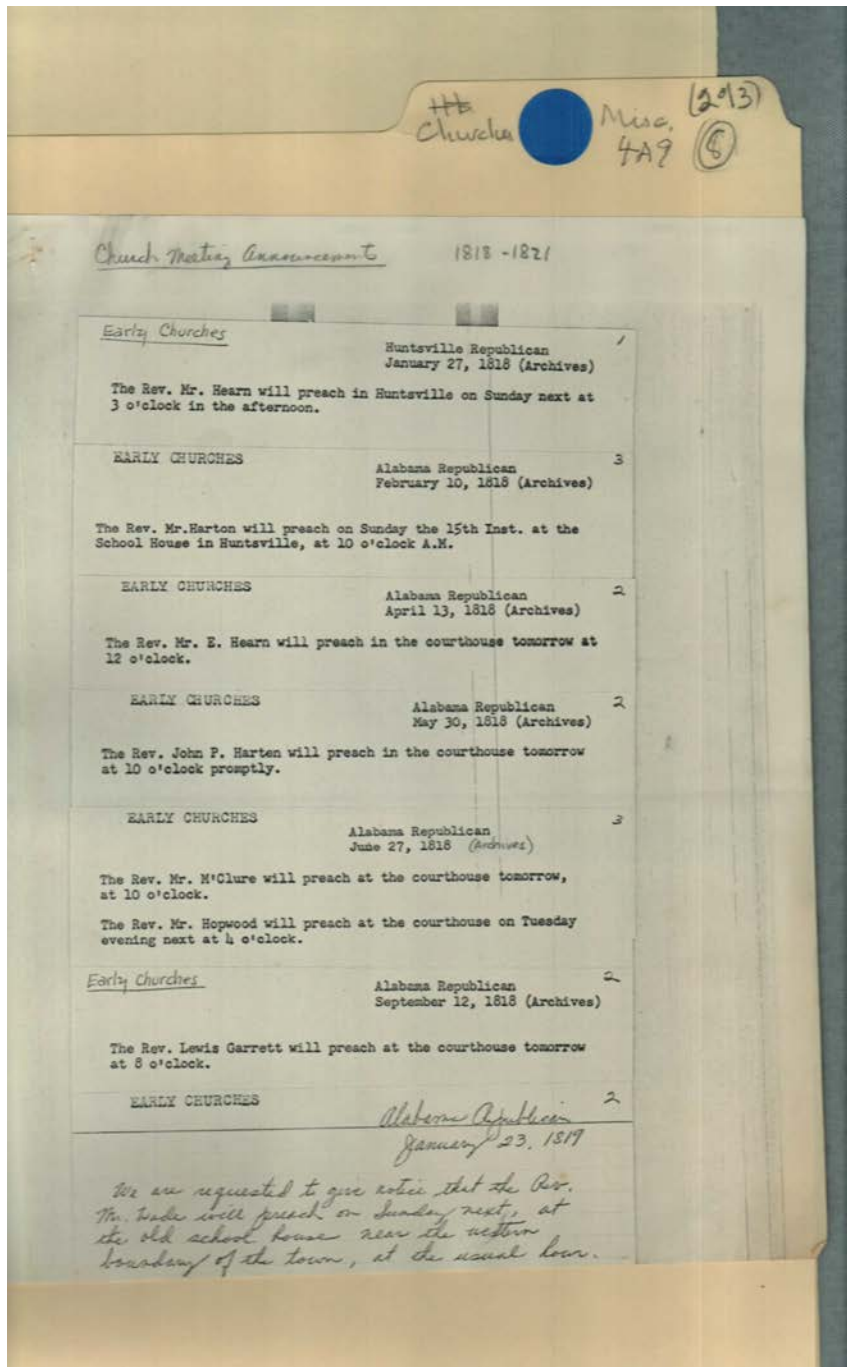 Churches
Misc.
4A9
(2of3)
8
Church Meeting Announcement 1818-1821
Early Churches
1
Huntsville Republican
January 27, 1818 (Archives)
The Rev. Mr. Hearn will preach in Huntsville on Sunday next at
3 o'clock in the afternoon.
EARLY CHURCHES
3
Alabama Republican
February 10, 1818 (Archives)
The Rev. Mr.Harton will preach on Sunday the 15th Inst. at the
School House in Huntsville, at 10 o'clock A.M.
EARLY CHURCHES
2
Alabama Republican
April 13, 1818 (Archives)
The Rev. Mr. E. Hearn will preach in the courthouse tomorrow at
12 o'clock.
EARLY CHURCHES
2
Alabama Republican
May 30, 1818 (Archives)
The Rev. John P. Harten will preach in the courthouse tomorrow
at 10 o'clock promptly.
EARLY CHURCHES
3
Alabama Republican
June 27, 1818 (Archives)
The Rev. Mr. M'Clure will preach at the courthouse tomorrow,
at 10 o'clock.
The Rev. Mr. Hopwood will preach at the courthouse on Tuesday
evening next at 4 o'clock.
Early Churches
2
Alabama Republican
September 12, 1818 (Archives)
The Rev. Lewis Garrett will preach at the courthouse tomorrow
at 8 o'clock.
EARLY CHURCHES
2
Alabama Republican
January 23, 1819
We are requested to give notice that the Rev.
Mr. Wade will preach on Sunday next, at
the old school house near the western
boundary of the town, at the usual hour.